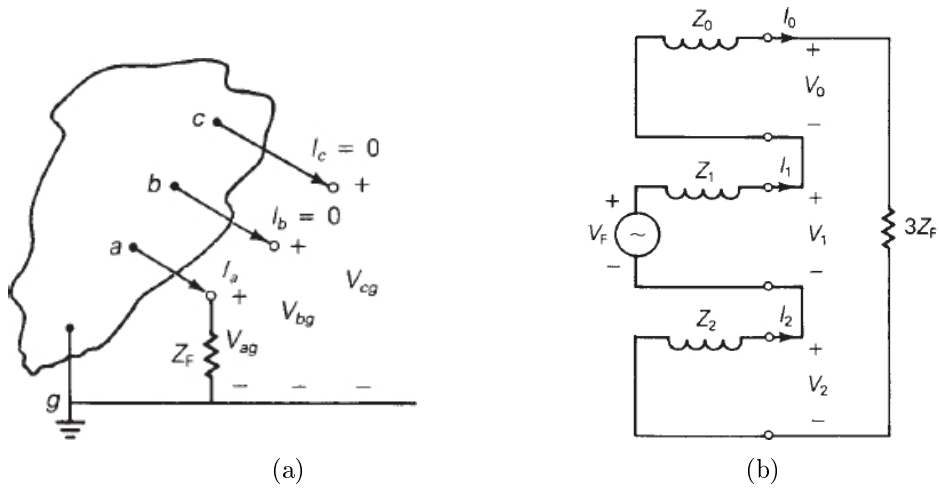 c
I_c = 0
+
b
I_b = 0
+
a
I_a
+
V_cg
V_bg
V_ag
Z_F
− − −
g
(a)
Z_0
I_0
+
V_0
−
Z_1
I_1
+
+
V_F
∼
V_1
3Z_F
−
−
Z_2
I_2
+
V_2
−
(b)